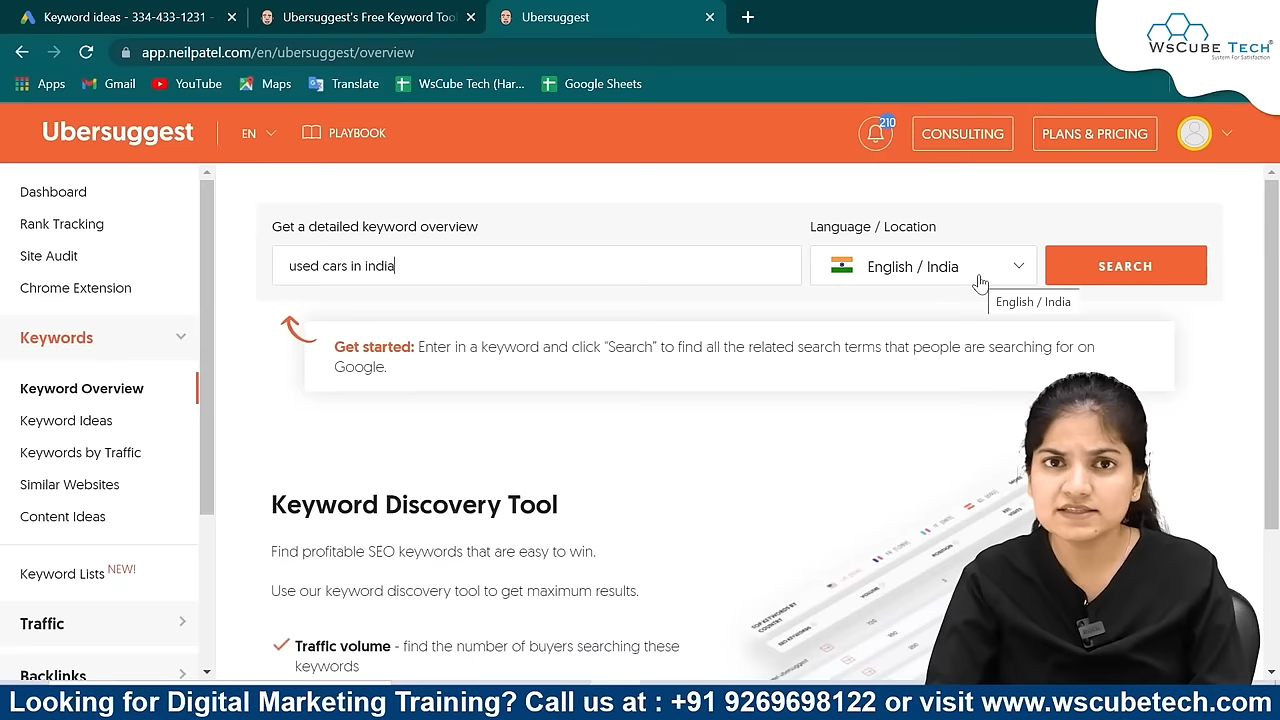 Keyword ideas - 334-433-1231 -
Ubersuggest's Free Keyword Tool
Ubersuggest
WsCube Tech®
System For Satisfaction
app.neilpatel.com/en/ubersuggest/overview
Apps
Gmail
YouTube
Maps
Translate
WsCube Tech (Har...
Google Sheets
Ubersuggest
EN
PLAYBOOK
210
CONSULTING
PLANS & PRICING
Dashboard
Rank Tracking
Site Audit
Chrome Extension
Keywords
Keyword Overview
Keyword Ideas
Keywords by Traffic
Similar Websites
Content Ideas
Keyword Lists NEW!
Traffic
Backlinks
Get a detailed keyword overview
Language / Location
used cars in india
English / India
SEARCH
English / India
Get started: Enter in a keyword and click "Search" to find all the related search terms that people are searching for on
Google.
Keyword Discovery Tool
Find profitable SEO keywords that are easy to win.
Use our keyword discovery tool to get maximum results.
Traffic volume - find the number of buyers searching these
keywords
TOP KEYWORDS BY
COUNTRY
VOLUME
POSITION
Looking for Digital Marketing Training? Call us at : +91 9269698122 or visit www.wscubetech.com